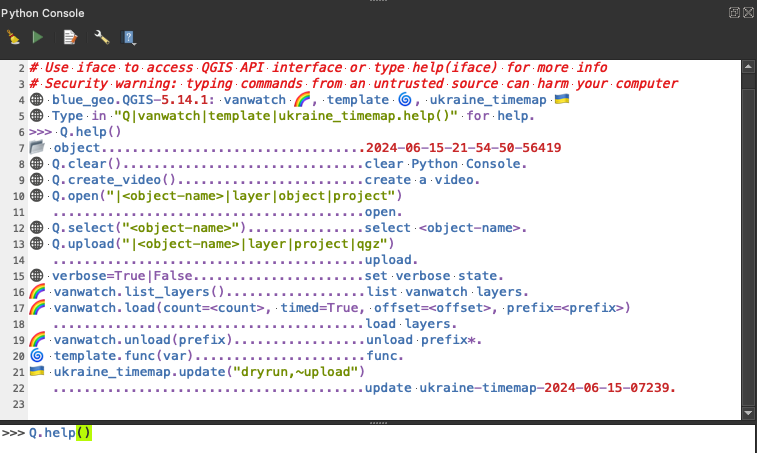 Python Console
2 # Use iface to access QGIS API interface or type help(iface) for more info
3 # Security warning: typing commands from an untrusted source can harm your computer
4 🌐 blue_geo.QGIS-5.14.1: vanwatch 🌈, template 🌀, ukraine_timemap 🇺🇦
5 🌐 Type in "Q|vanwatch|template|ukraine_timemap.help()" for help.
6 >>> Q.help()
7 📂 object.................................2024-06-15-21-54-50-56419
8 🌐 Q.clear()..............................clear Python Console.
9 🌐 Q.create_video().......................create a video.
10 🌐 Q.open("|<object-name>|layer|object|project")
11 .......................................open.
12 🌐 Q.select("<object-name>")..............select <object-name>.
13 🌐 Q.upload("|<object-name>|layer|project|qgz")
14 .......................................upload.
15 🌐 verbose=True|False.....................set verbose state.
16 🌈 vanwatch.list_layers().................list vanwatch layers.
17 🌈 vanwatch.load(count=<count>, timed=True, offset=<offset>, prefix=<prefix>)
18 .......................................load layers.
19 🌈 vanwatch.unload(prefix)................unload prefix*.
20 🌀 template.func(var).....................func.
21 🇺🇦 ukraine_timemap.update("dryrun,~upload")
22 .......................................update ukraine-timemap-2024-06-15-07239.
23
>>> Q.help()